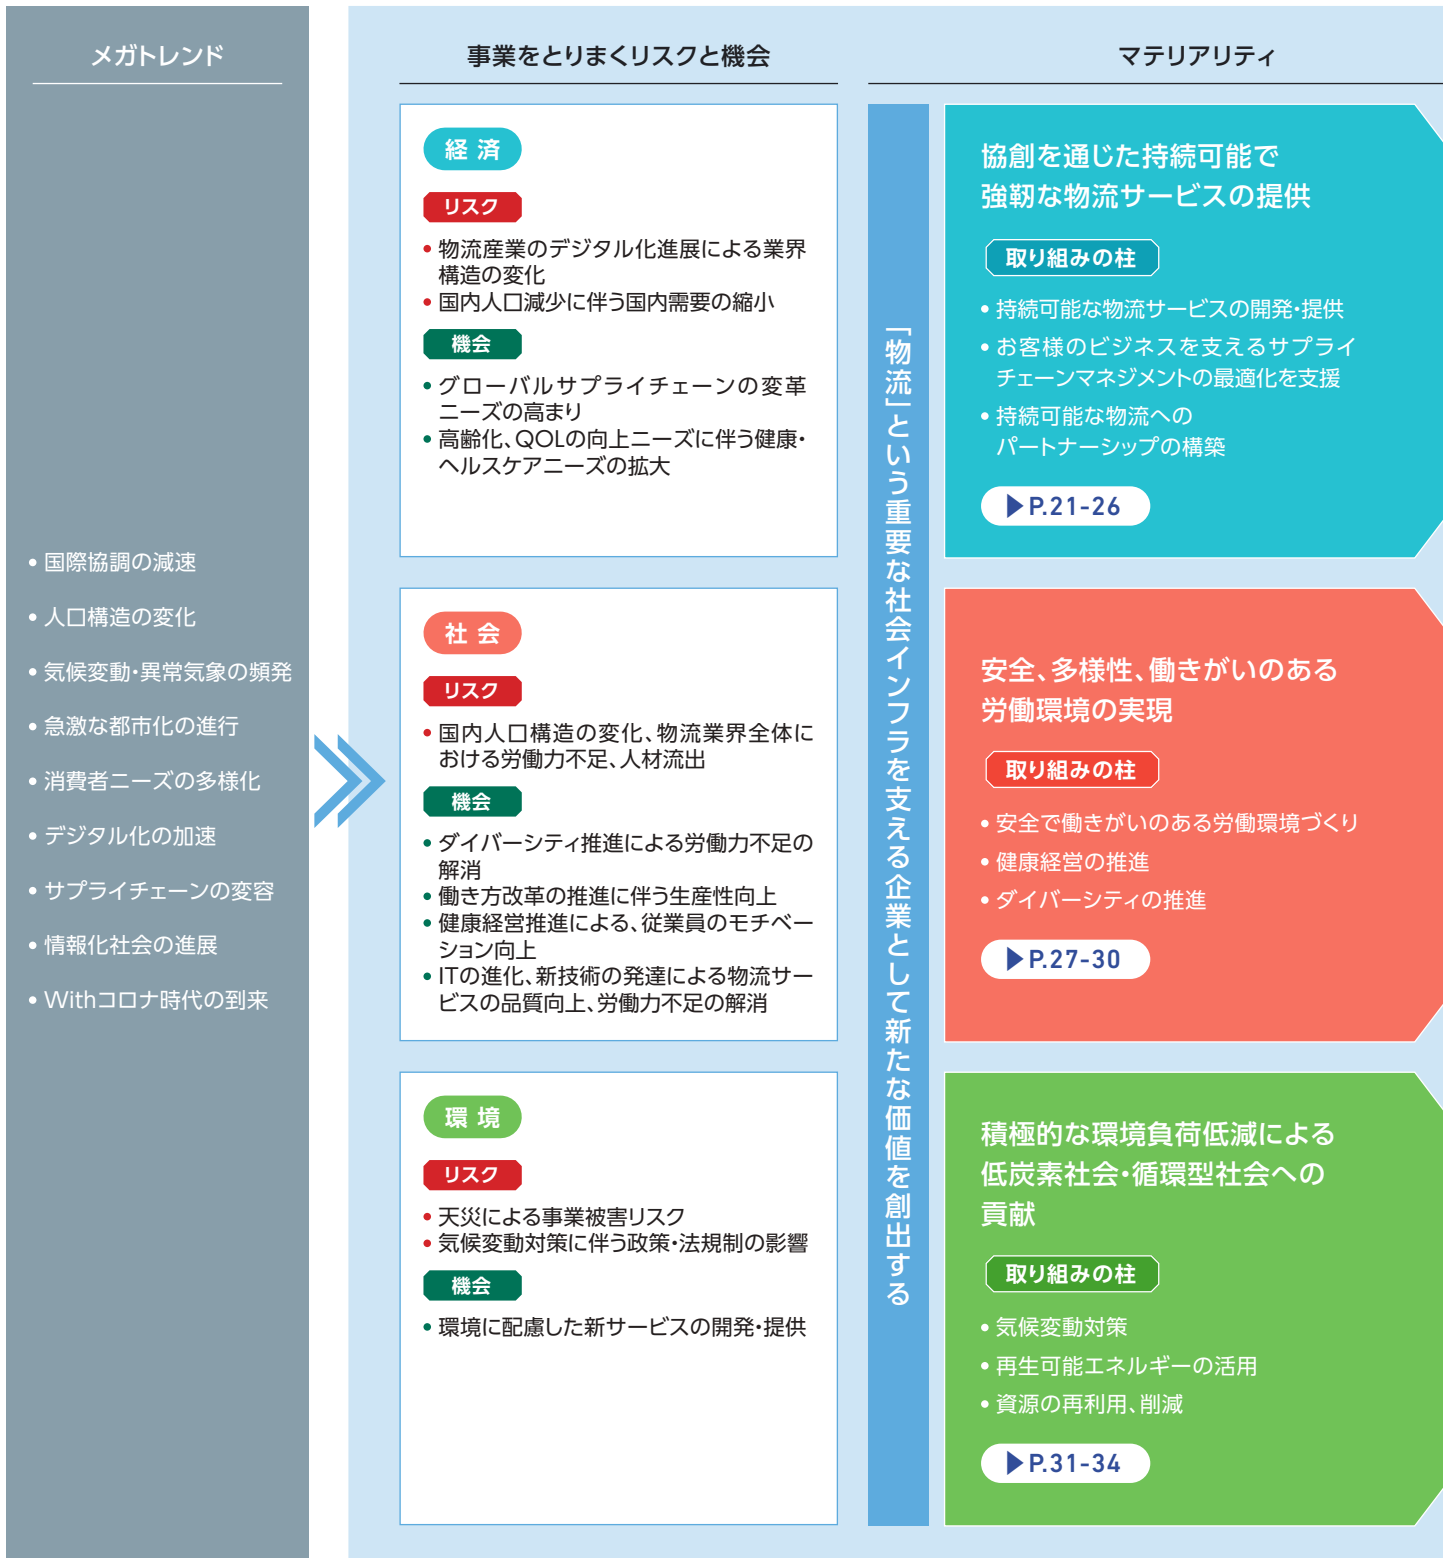 メガトレンド
• 国際協調の減速
• 人口構造の変化
• 気候変動・異常気象の頻発
• 急激な都市化の進行
• 消費者ニーズの多様化
• デジタル化の加速
• サプライチェーンの変容
• 情報化社会の進展
• Withコロナ時代の到来
事業をとりまくリスクと機会
経済
リスク
• 物流産業のデジタル化進展による業界
構造の変化
• 国内人口減少に伴う国内需要の縮小
機会
• グローバルサプライチェーンの変革
ニーズの高まり
• 高齢化、QOLの向上ニーズに伴う健康・
ヘルスケアニーズの拡大
社会
リスク
• 国内人口構造の変化、物流業界全体に
おける労働力不足、人材流出
機会
• ダイバーシティ推進による労働力不足の
解消
• 働き方改革の推進に伴う生産性向上
• 健康経営推進による、従業員のモチベー
ション向上
• ITの進化、新技術の発達による物流サー
ビスの品質向上、労働力不足の解消
環境
リスク
• 天災による事業被害リスク
• 気候変動対策に伴う政策・法規制の影響
機会
• 環境に配慮した新サービスの開発・提供
マテリアリティ
「物流」という重要な社会インフラを支える企業として新たな価値を創出する
協創を通じた持続可能で
強靭な物流サービスの提供
取り組みの柱
• 持続可能な物流サービスの開発・提供
• お客様のビジネスを支えるサプライ
チェーンマネジメントの最適化を支援
• 持続可能な物流への
パートナーシップの構築
▶P.21-26
安全、多様性、働きがいのある
労働環境の実現
取り組みの柱
• 安全で働きがいのある労働環境づくり
• 健康経営の推進
• ダイバーシティの推進
▶P.27-30
積極的な環境負荷低減による
低炭素社会・循環型社会への
貢献
取り組みの柱
• 気候変動対策
• 再生可能エネルギーの活用
• 資源の再利用、削減
▶P.31-34